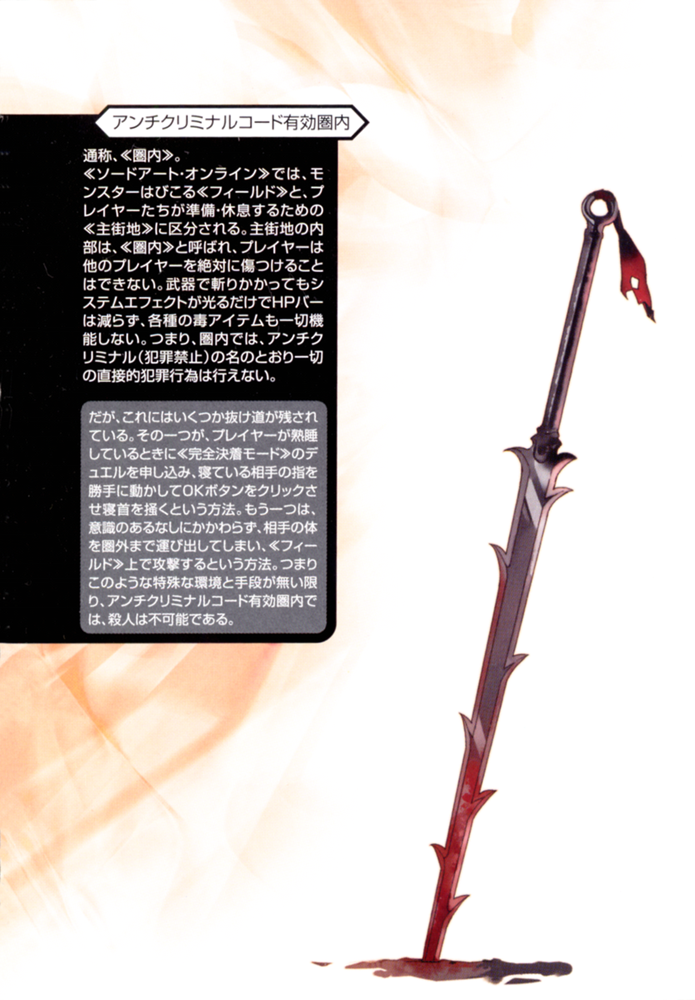 アンチクリミナルコード有効圏内
通称、≪圏内≫。
≪ソードアート・オンライン≫では、モ
ンスターはびこる≪フィールド≫と、プ
レイヤーたちが準備・休息するための
≪主街地≫に区分される。主街地の内
部は、≪圏内≫と呼ばれ、プレイヤーは
他のプレイヤーを絶対に傷つけること
はできない。武器で斬りかかってもシ
ステムエフェクトが光るだけでHPバー
は減らず、各種の毒アイテムも一切機
能しない。つまり、圏内では、アンチク
リミナル(犯罪禁止)の名のとおり一切
の直接的犯罪行為は行えない。
だが、これにはいくつか抜け道が残され
ている。その一つが、プレイヤーが熟睡
しているときに≪完全決着モード≫のデ
ュエルを申し込み、寝ている相手の指を
勝手に動かしてOKボタンをクリックさ
せ寝首を掻くという方法。もう一つは、
意識のあるなしにかかわらず、相手の体
を圏外まで運び出してしまい、≪フィー
ルド≫上で攻撃するという方法。つまり
このような特殊な環境と手段が無い限
り、アンチクリミナルコード有効圏内で
は、殺人は不可能である。